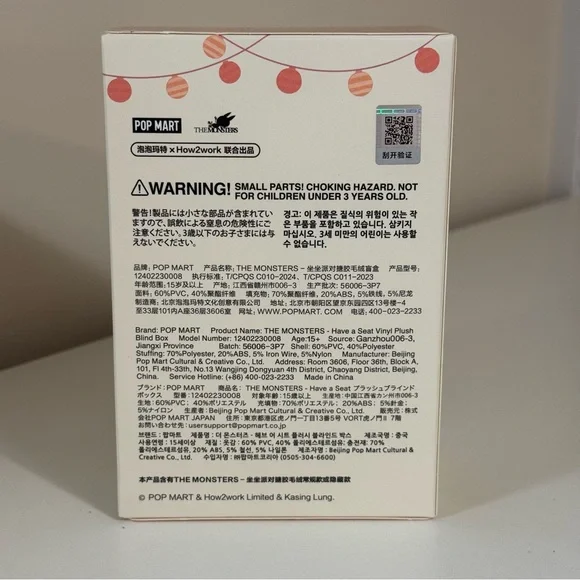 POP MART
THE MONSTERS
泡泡玛特 × How2work 联合出品
刮开验证
WARNING! SMALL PARTS! CHOKING HAZARD. NOT
FOR CHILDREN UNDER 3 YEARS OLD.
警告! 製品には小さな部品が含まれてい
ますので、誤飲による窒息の危険性にご
注意ください。3歳以下のお子さまには与
えないでください。
경고: 이 제품은 질식의 위험이 있는 작
은 부품을 포함하고 있습니다. 삼키지
마십시오. 3세 미만의 어린이는 사용할
수 없습니다.
品牌: POP MART 产品名称: THE MONSTERS – 坐坐派对搪胶毛绒盲盒 产品型号:
12402230008 执行标准: T/CPQS C010-2024、T/CPQS C011-2023
年龄范围: 15岁及以上 产地: 江西省赣州市006-3 生产批次: 56006-3P7
面料: 60%PVC, 40%聚酯纤维 填充物: 70%聚酯纤维, 20%ABS, 5%铁线, 5%尼龙
制造商: 北京泡泡玛特文化创意有限公司 地址: 北京市朝阳区望京东园四区13号楼-4
至33层101内A座36层3606室 网址: WWW.POPMART.COM 电话: 400-023-2233
Brand: POP MART Product Name: THE MONSTERS - Have a Seat Vinyl Plush
Blind Box Model Number: 12402230008 Age:15+ Source: Ganzhou006-3,
Jiangxi Province Batch: 56006-3P7 Shell: 60%PVC, 40%Polyester
Stuffing: 70%Polyester, 20%ABS, 5% Iron Wire, 5%Nylon Manufacturer: Beijing
Pop Mart Cultural & Creative Co., Ltd. Address: Room 3606, Floor 36th, Block A,
101, Fl 4th-33th, No.13 Wangjing Dongyuan 4th District, Chaoyang District, Beijing,
China. Service Hotline: (+86) 400-023-2233 Made in China
ブランド: POP MART 商品名: THE MONSTERS - Have a Seat プラッシュブラインドボックス
型番: 12402230008 対象年齢: 15歳以上 生産地: 中国江西省カン州市006-3
生地: 60%PVC, 40%ポリエステル 充填物: 70%ポリエステル; 20%ABS; 5%針金;
5%ナイロン 生産者: Beijing Pop Mart Cultural & Creative Co., Ltd. 販売元: 株式会
社POP MART JAPAN 住所: 東京都港区虎ノ門一丁目13番5号 VORT虎ノ門II 7階
お問い合わせ先: usersupport@popmart.com
브랜드: 팝마트 제품명: 더 몬스터즈 - 해브 어 시트 플러시 블라인드 박스 제조국명: 중국
사용연령: 15세이상 재질: 옷감: 60% PVC, 40% 폴리에스테르섬유, 충전재: 70%
폴리에스테르섬유, 20% ABS, 5% 철선, 5% 나일론 제조자명: Beijing Pop Mart Cultural &
Creative Co., Ltd. 수입자명: ㈜팝마트코리아 (0505-304-6600)
本产品含有THE MONSTERS – 坐坐派对搪胶毛绒常规款或隐藏款
© POP MART & How2work Limited & Kasing Lung.